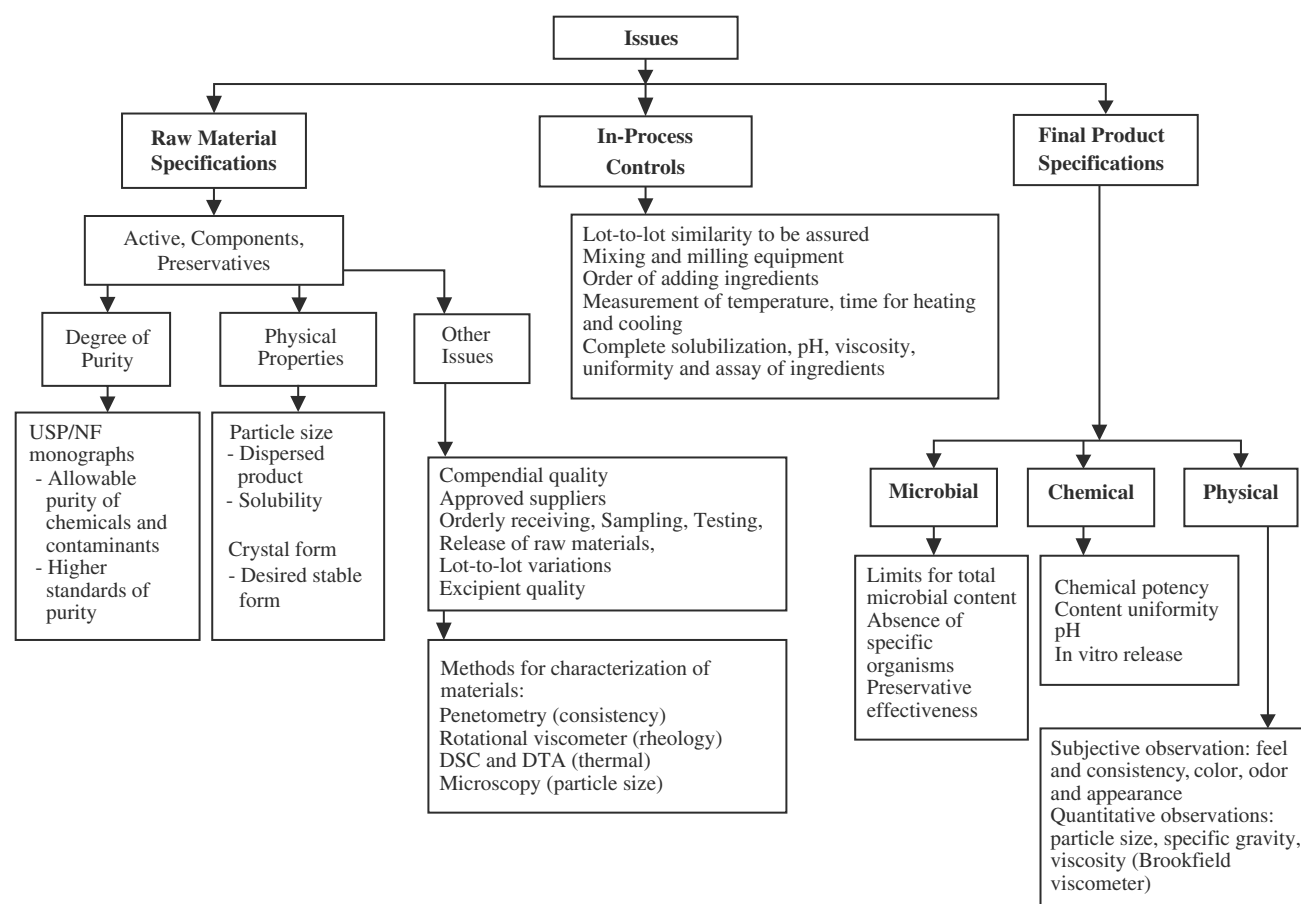 Issues
Raw Material
Specifications
In-Process
Controls
Final Product
Specifications
Active, Components,
Preservatives
Lot-to-lot similarity to be assured
Mixing and milling equipment
Order of adding ingredients
Measurement of temperature, time for heating
and cooling
Complete solubilization, pH, viscosity,
uniformity and assay of ingredients
Degree of
Purity
Physical
Properties
Other
Issues
USP/NF
monographs
- Allowable
purity of
chemicals and
contaminants
- Higher
standards of
purity
Particle size
- Dispersed
product
- Solubility
Crystal form
- Desired stable
form
Compendial quality
Approved suppliers
Orderly receiving, Sampling, Testing,
Release of raw materials,
Lot-to-lot variations
Excipient quality
Methods for characterization of
materials:
Penetometry (consistency)
Rotational viscometer (rheology)
DSC and DTA (thermal)
Microscopy (particle size)
Microbial
Chemical
Physical
Limits for total
microbial content
Absence of
specific
organisms
Preservative
effectiveness
Chemical potency
Content uniformity
pH
In vitro release
Subjective observation: feel
and consistency, color, odor
and appearance
Quantitative observations:
particle size, specific gravity,
viscosity (Brookfield
viscometer)